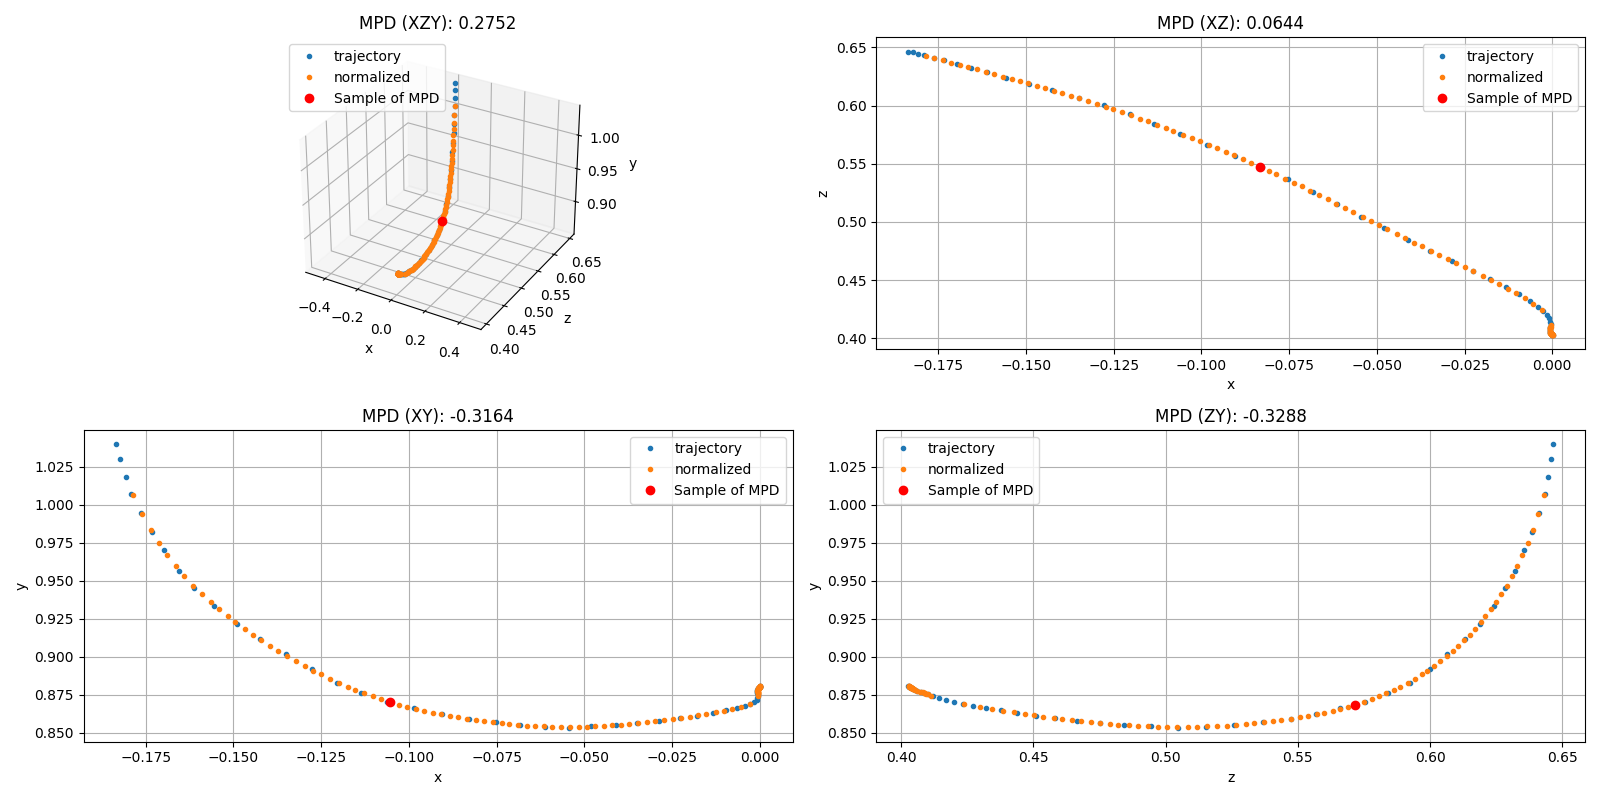 MPD (XZY): 0.2752
trajectory
normalized
Sample of MPD
1.00
0.95
0.90
y
−0.4
−0.2
0.0
0.2
0.4
x
0.40
0.45
0.50
0.55
0.60
0.65
z
MPD (XZ): 0.0644
trajectory
normalized
Sample of MPD
0.65
0.60
0.55
0.50
0.45
0.40
z
−0.175 −0.150 −0.125 −0.100 −0.075 −0.050 −0.025 0.000
x
MPD (XY): -0.3164
trajectory
normalized
Sample of MPD
1.025
1.000
0.975
0.950
0.925
0.900
0.875
0.850
y
−0.175 −0.150 −0.125 −0.100 −0.075 −0.050 −0.025 0.000
x
MPD (ZY): -0.3288
trajectory
normalized
Sample of MPD
1.025
1.000
0.975
0.950
0.925
0.900
0.875
0.850
y
0.40 0.45 0.50 0.55 0.60 0.65
z